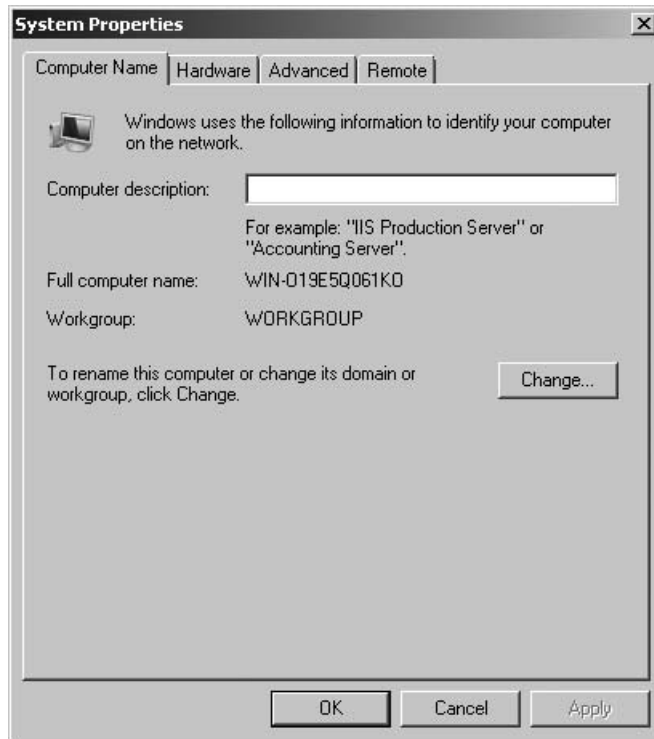 System Properties
Computer Name Hardware Advanced Remote
Windows uses the following information to identify your computer
on the network.
Computer description:
For example: "IIS Production Server" or
"Accounting Server".
Full computer name: WIN-O19E5Q061KO
Workgroup: WORKGROUP
To rename this computer or change its domain or
workgroup, click Change.
Change...
OK Cancel Apply